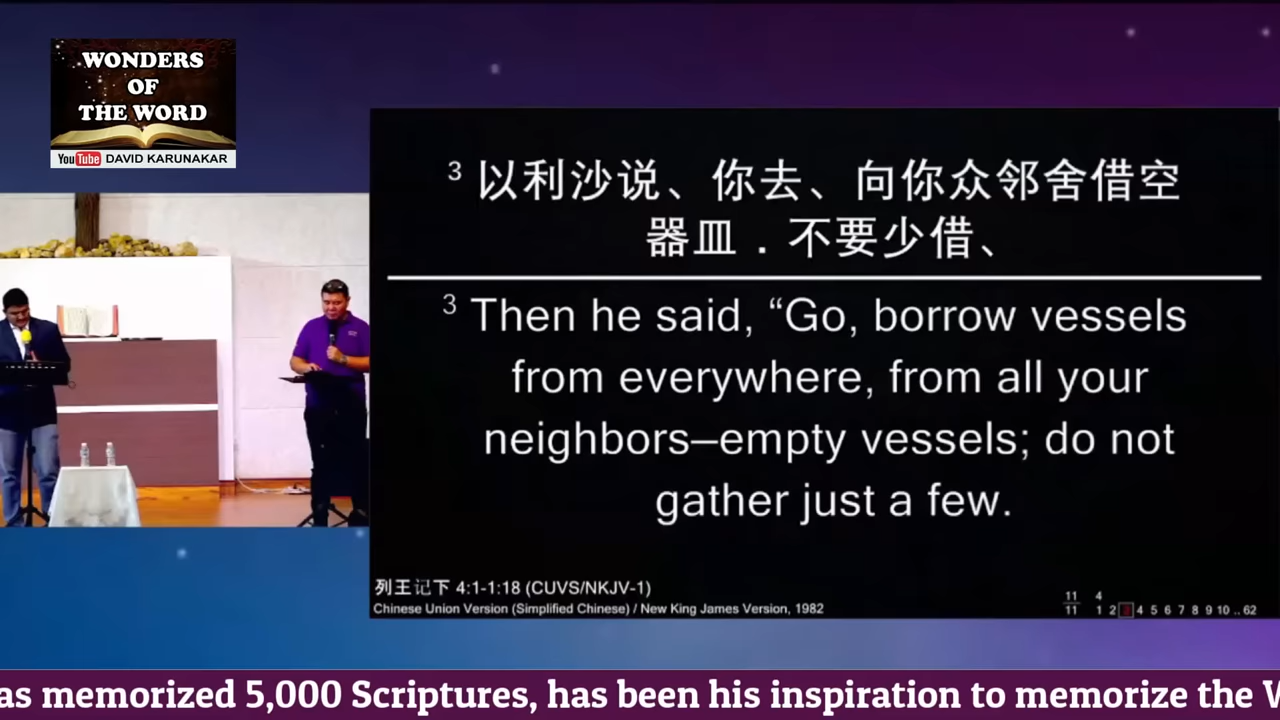 WONDERS
OF
THE WORD
YouTube DAVID KARUNAKAR
3 以利沙说、你去、向你众邻舍借空
器皿．不要少借、
3 Then he said, “Go, borrow vessels
from everywhere, from all your
neighbors—empty vessels; do not
gather just a few.
列王记下 4:1-1:18 (CUVS/NKJV-1)
Chinese Union Version (Simplified Chinese) / New King James Version, 1982
11 4
11 1 2 3 4 5 6 7 8 9 10 .. 62
as memorized 5,000 Scriptures, has been his inspiration to memorize the W